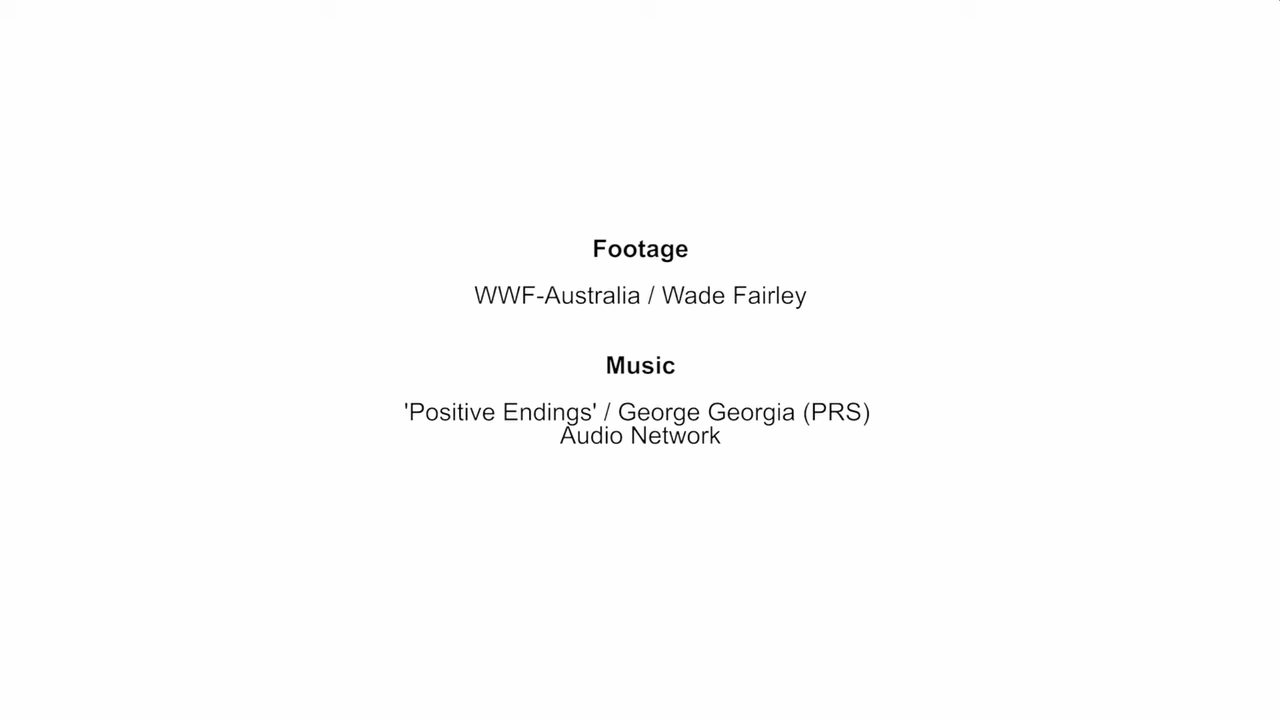 Footage
WWF-Australia / Wade Fairley
Music
'Positive Endings' / George Georgia (PRS)
Audio Network